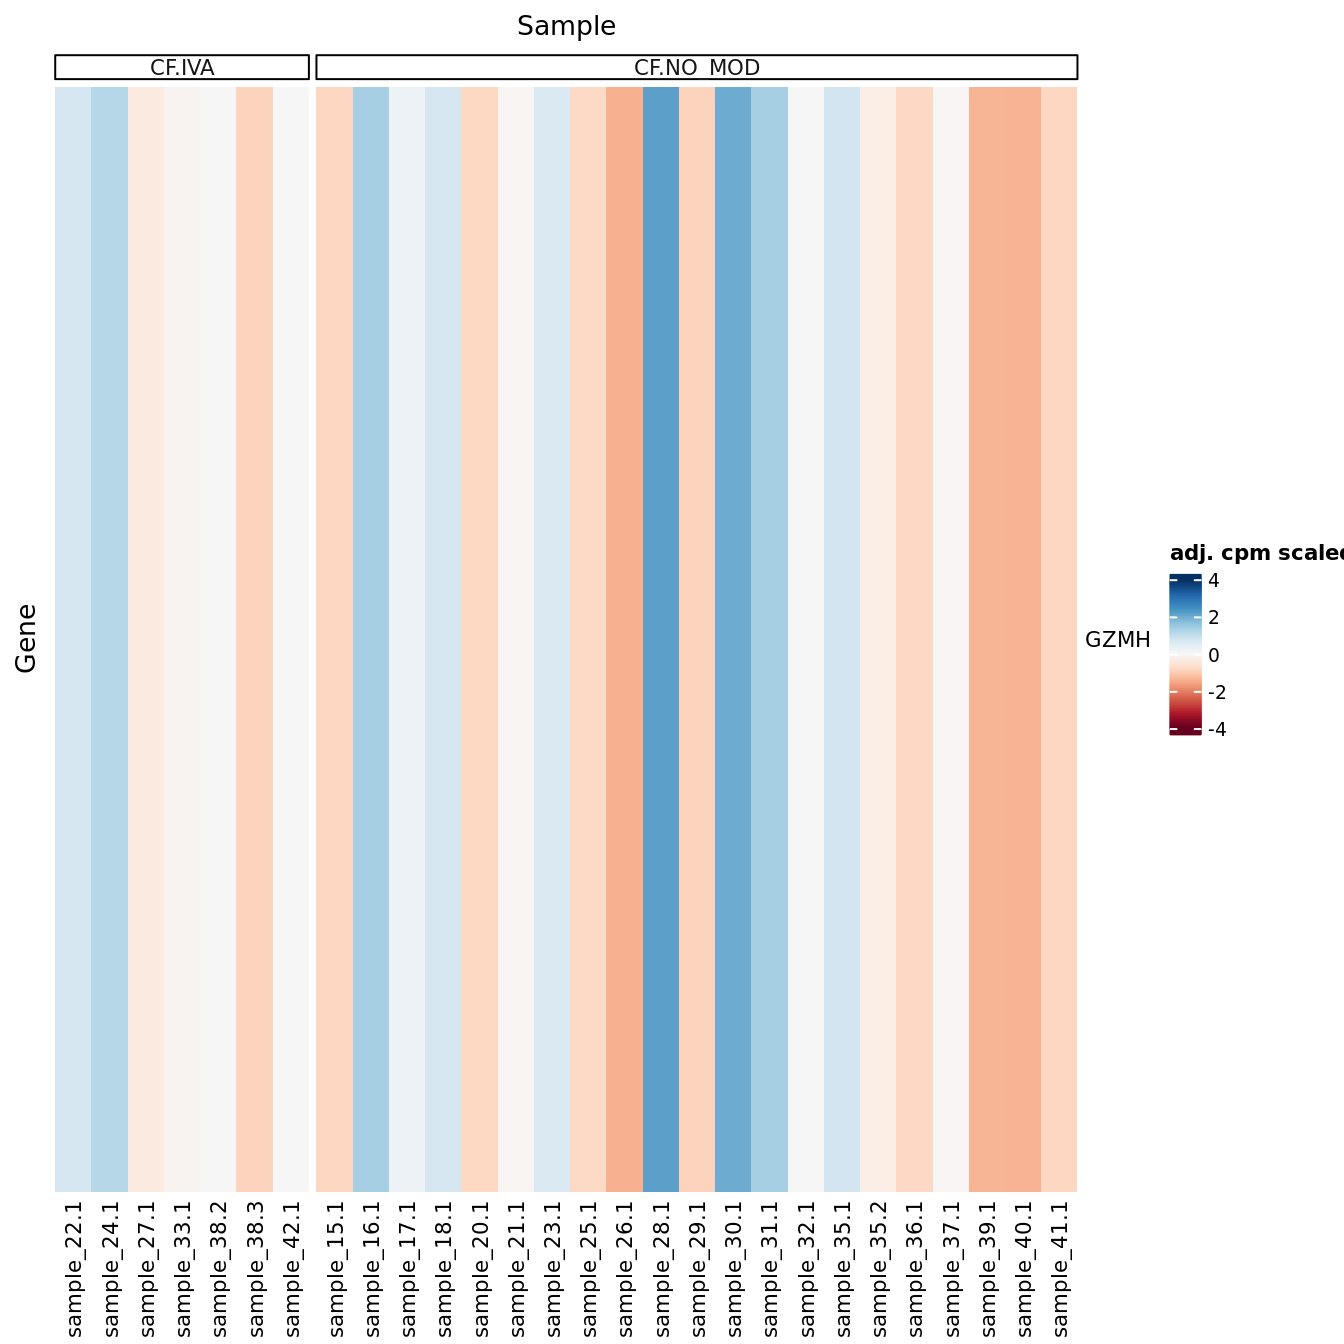 Sample
CF.IVA
CF.NO_MOD
Gene
GZMH
adj. cpm scaled
4
2
0
-2
-4
sample_22.1
sample_24.1
sample_27.1
sample_33.1
sample_38.2
sample_38.3
sample_42.1
sample_15.1
sample_16.1
sample_17.1
sample_18.1
sample_20.1
sample_21.1
sample_23.1
sample_25.1
sample_26.1
sample_28.1
sample_29.1
sample_30.1
sample_31.1
sample_32.1
sample_35.1
sample_35.2
sample_36.1
sample_37.1
sample_39.1
sample_40.1
sample_41.1